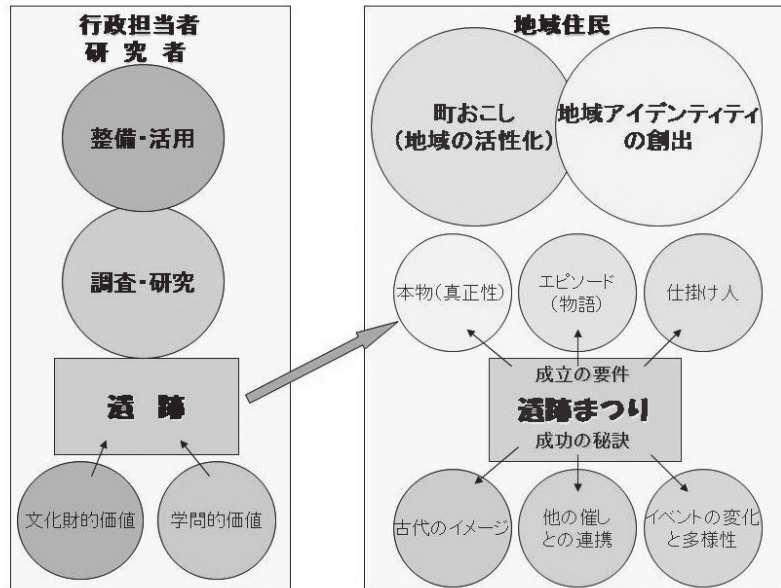 行政担当者
研究者
整備・活用
調査・研究
遺跡
文化財的価値
学問的価値
地域住民
町おこし
(地域の活性化)
地域アイデンティティ
の創出
本物(真正性)
エピソード
(物語)
仕掛け人
成立の要件
遺跡まつり
成功の秘訣
古代のイメージ
他の催し
との連携
イベントの変化
と多様性